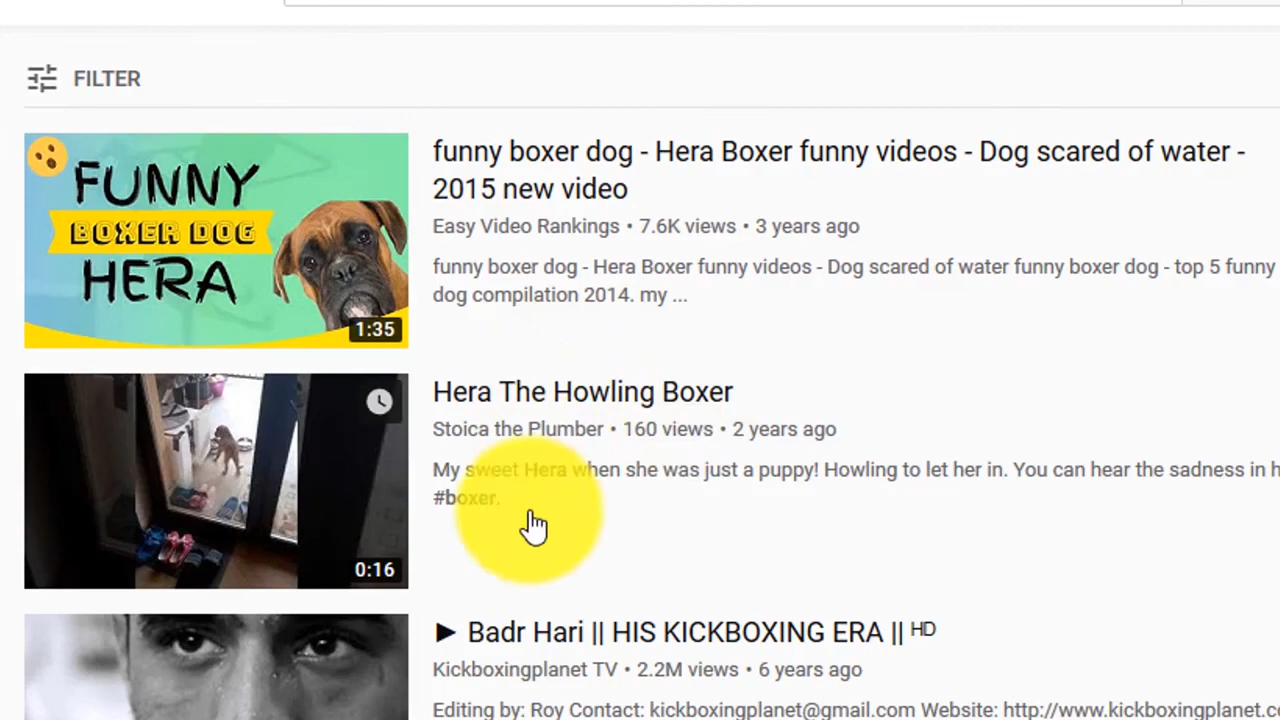 FILTER
FUNNY
BOXER DOG
HERA
1:35
funny boxer dog - Hera Boxer funny videos - Dog scared of water -
2015 new video
Easy Video Rankings • 7.6K views • 3 years ago
funny boxer dog - Hera Boxer funny videos - Dog scared of water funny boxer dog - top 5 funny
dog compilation 2014. my ...
0:16
Hera The Howling Boxer
Stoica the Plumber • 160 views • 2 years ago
My sweet Hera when she was just a puppy! Howling to let her in. You can hear the sadness in h
#boxer.
► Badr Hari || HIS KICKBOXING ERA || ᴴᴰ
Kickboxingplanet TV • 2.2M views • 6 years ago
Editing by: Roy Contact: kickboxingplanet@gmail.com Website: http://www.kickboxingplanet.c